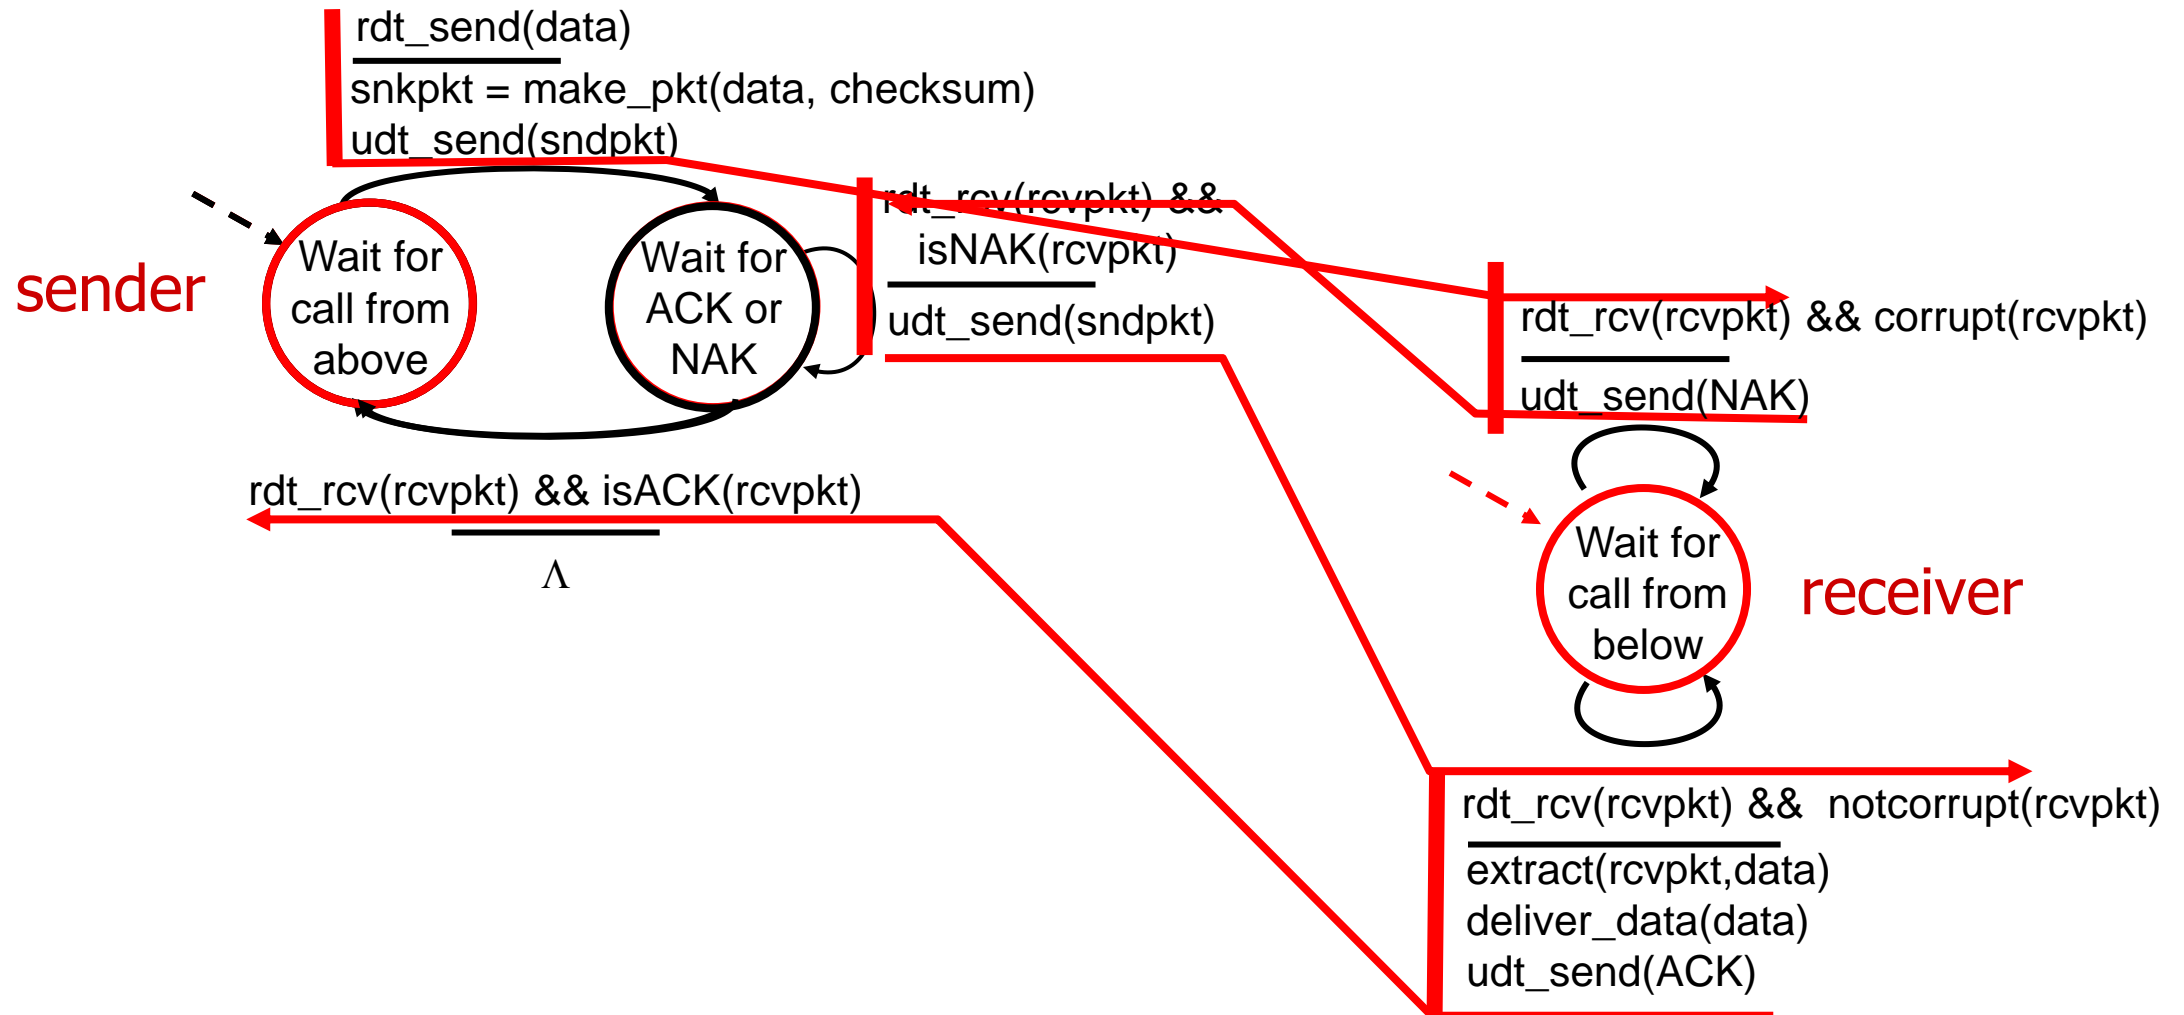 rdt_send(data)
snkpkt = make_pkt(data, checksum)
udt_send(sndpkt)
rdt_rcv(rcvpkt) &&
isNAK(rcvpkt)
udt_send(sndpkt)
sender
Wait for
call from
above
Wait for
ACK or
NAK
rdt_rcv(rcvpkt) && corrupt(rcvpkt)
udt_send(NAK)
rdt_rcv(rcvpkt) && isACK(rcvpkt)
Λ
Wait for
call from
below
receiver
rdt_rcv(rcvpkt) && notcorrupt(rcvpkt)
extract(rcvpkt,data)
deliver_data(data)
udt_send(ACK)